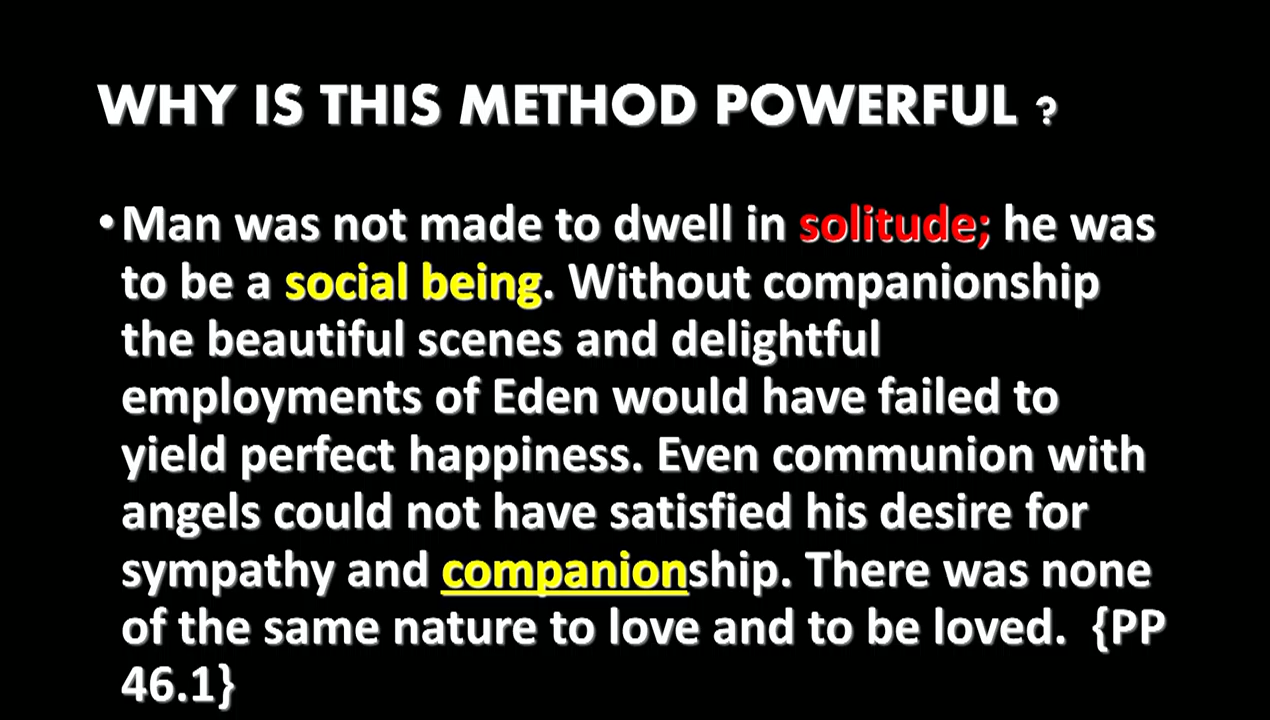 WHY IS THIS METHOD POWERFUL ?
• Man was not made to dwell in solitude; he was
to be a social being. Without companionship
the beautiful scenes and delightful
employments of Eden would have failed to
yield perfect happiness. Even communion with
angels could not have satisfied his desire for
sympathy and companionship. There was none
of the same nature to love and to be loved. {PP
46.1}